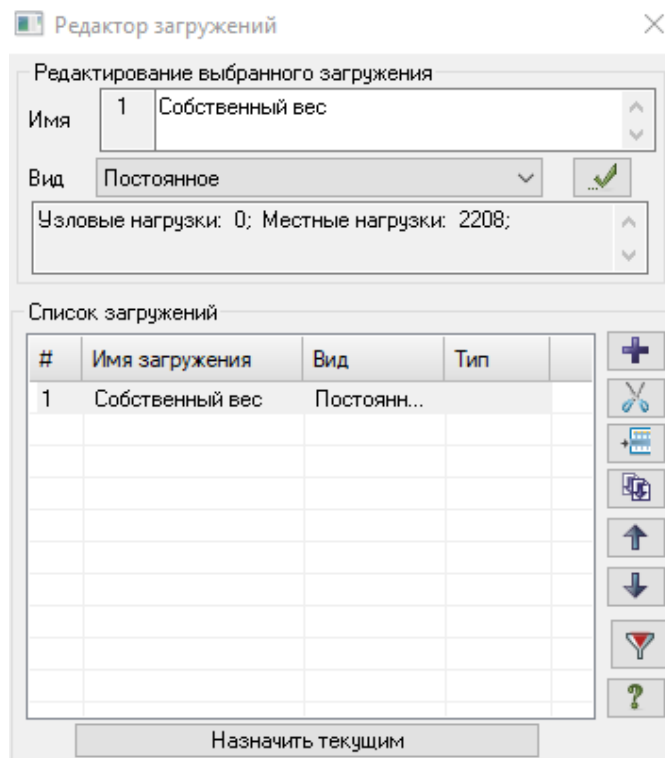 Редактор загружений
Редактирование выбранного загружения
Имя 1 Собственный вес
Вид Постоянное
Узловые нагрузки: 0; Местные нагрузки: 2208;
Список загружений
# Имя загружения Вид Тип
1 Собственный вес Постоянн...
Назначить текущим